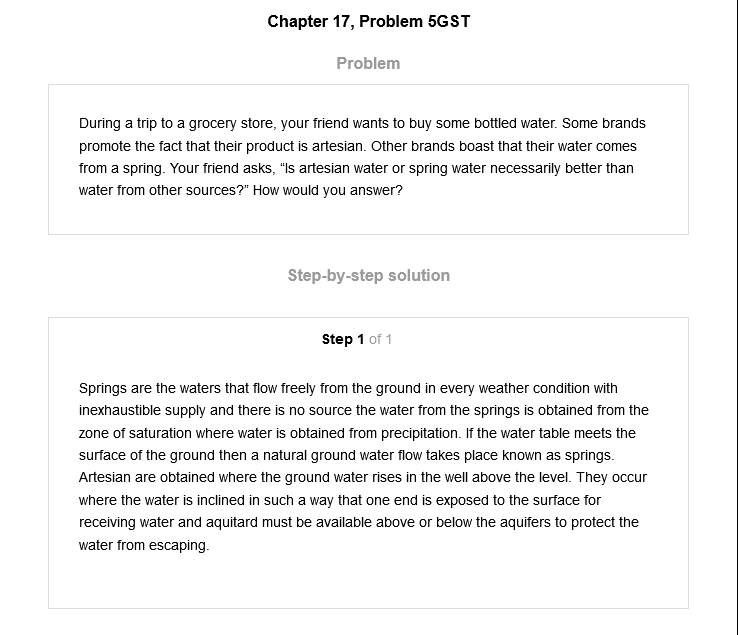 Chapter 17, Problem 5GST
Problem
During a trip to a grocery store, your friend wants to buy some bottled water. Some brands
promote the fact that their product is artesian. Other brands boast that their water comes
from a spring. Your friend asks, “Is artesian water or spring water necessarily better than
water from other sources?” How would you answer?
Step-by-step solution
Step 1 of 1
Springs are the waters that flow freely from the ground in every weather condition with
inexhaustible supply and there is no source the water from the springs is obtained from the
zone of saturation where water is obtained from precipitation. If the water table meets the
surface of the ground then a natural ground water flow takes place known as springs.
Artesian are obtained where the ground water rises in the well above the level. They occur
where the water is inclined in such a way that one end is exposed to the surface for
receiving water and aquitard must be available above or below the aquifers to protect the
water from escaping.